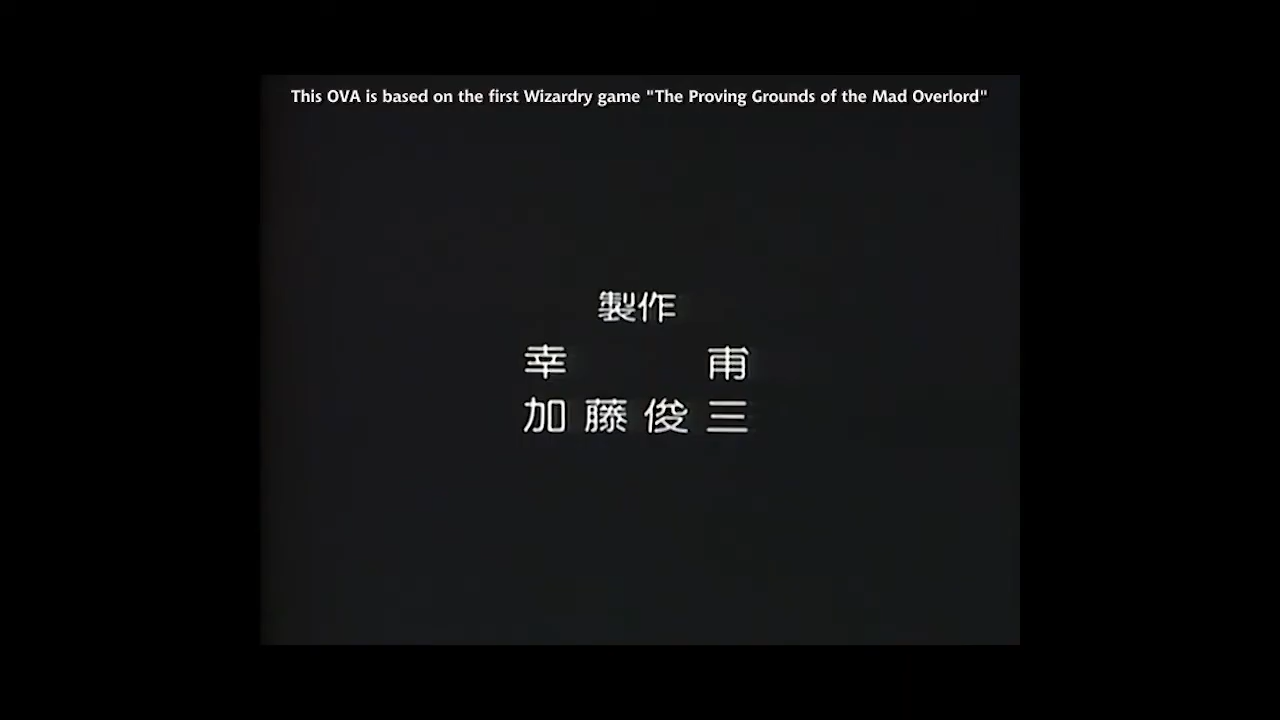 This OVA is based on the first Wizardry game "The Proving Grounds of the Mad Overlord"
製作
幸 甫
加藤俊三